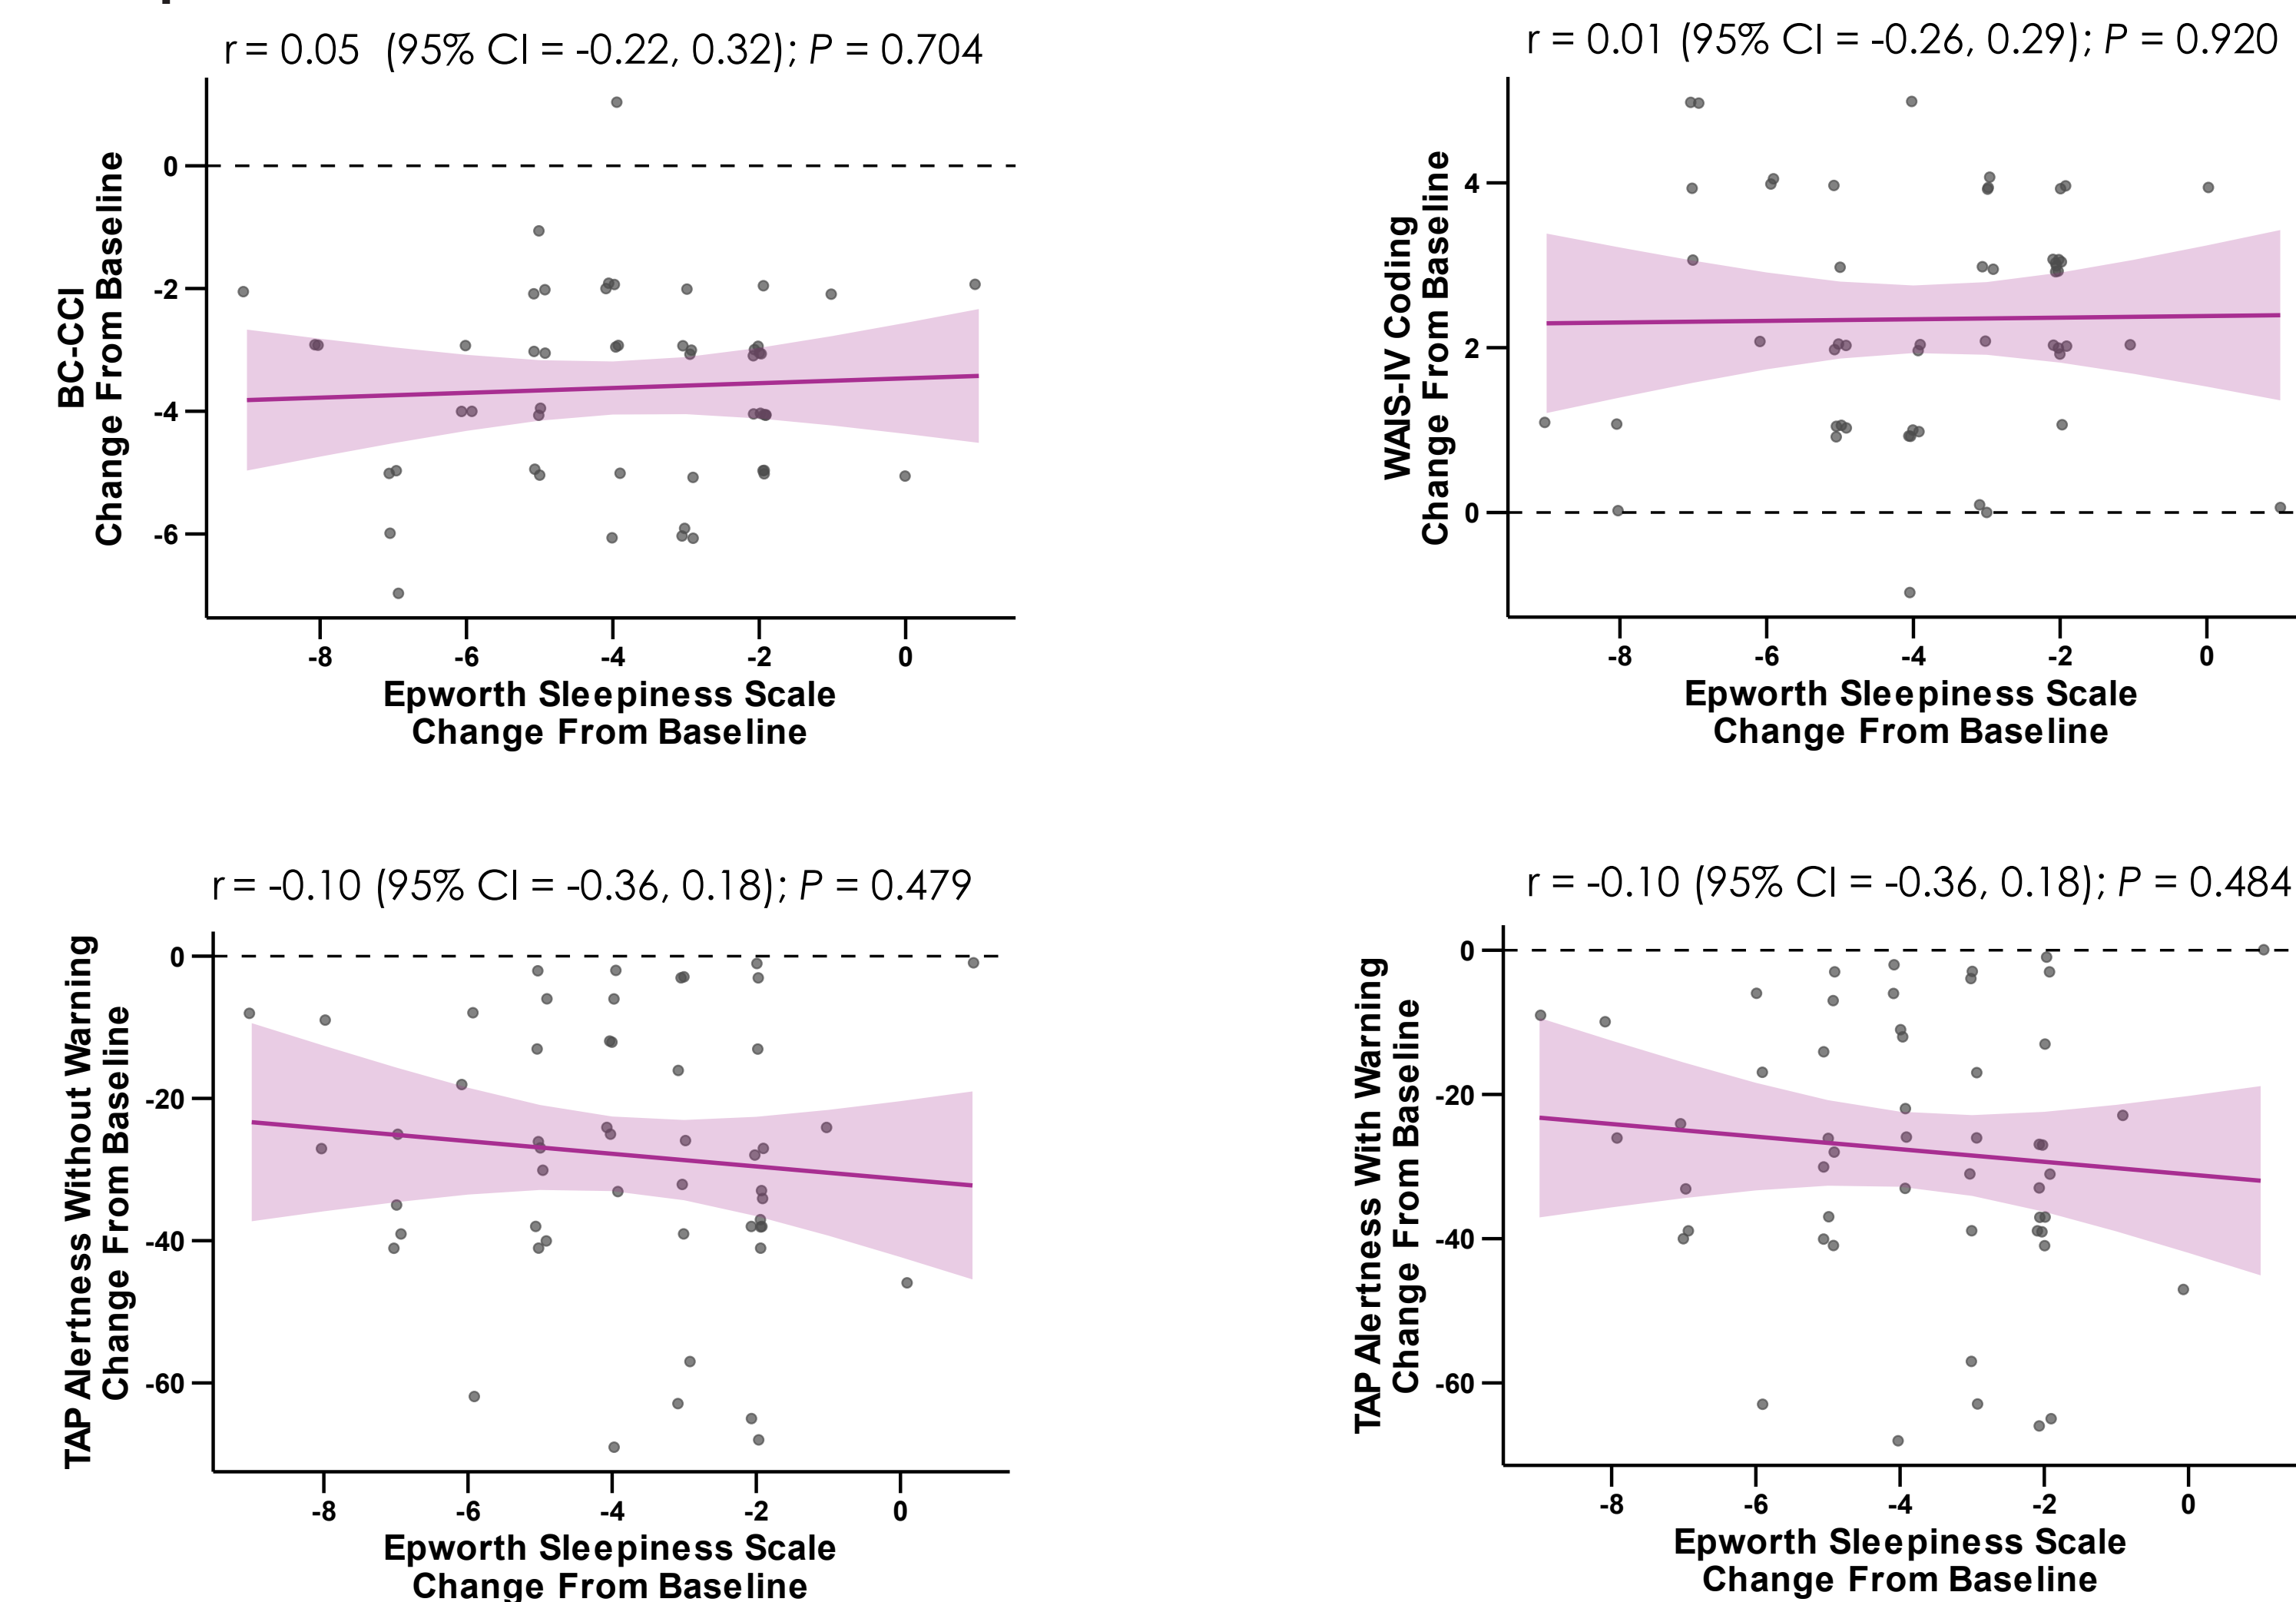 r = 0.05 (95% CI = -0.22, 0.32); P = 0.704
BC-CCI
Change From Baseline
0
-2
-4
-6
-8 -6 -4 -2 0
Epworth Sleepiness Scale
Change From Baseline
r = 0.01 (95% CI = -0.26, 0.29); P = 0.920
WAIS-IV Coding
Change From Baseline
4
2
0
-8 -6 -4 -2 0
Epworth Sleepiness Scale
Change From Baseline
r = -0.10 (95% CI = -0.36, 0.18); P = 0.479
TAP Alertness Without Warning
Change From Baseline
0
-20
-40
-60
-8 -6 -4 -2 0
Epworth Sleepiness Scale
Change From Baseline
r = -0.10 (95% CI = -0.36, 0.18); P = 0.484
TAP Alertness With Warning
Change From Baseline
0
-20
-40
-60
-8 -6 -4 -2 0
Epworth Sleepiness Scale
Change From Baseline